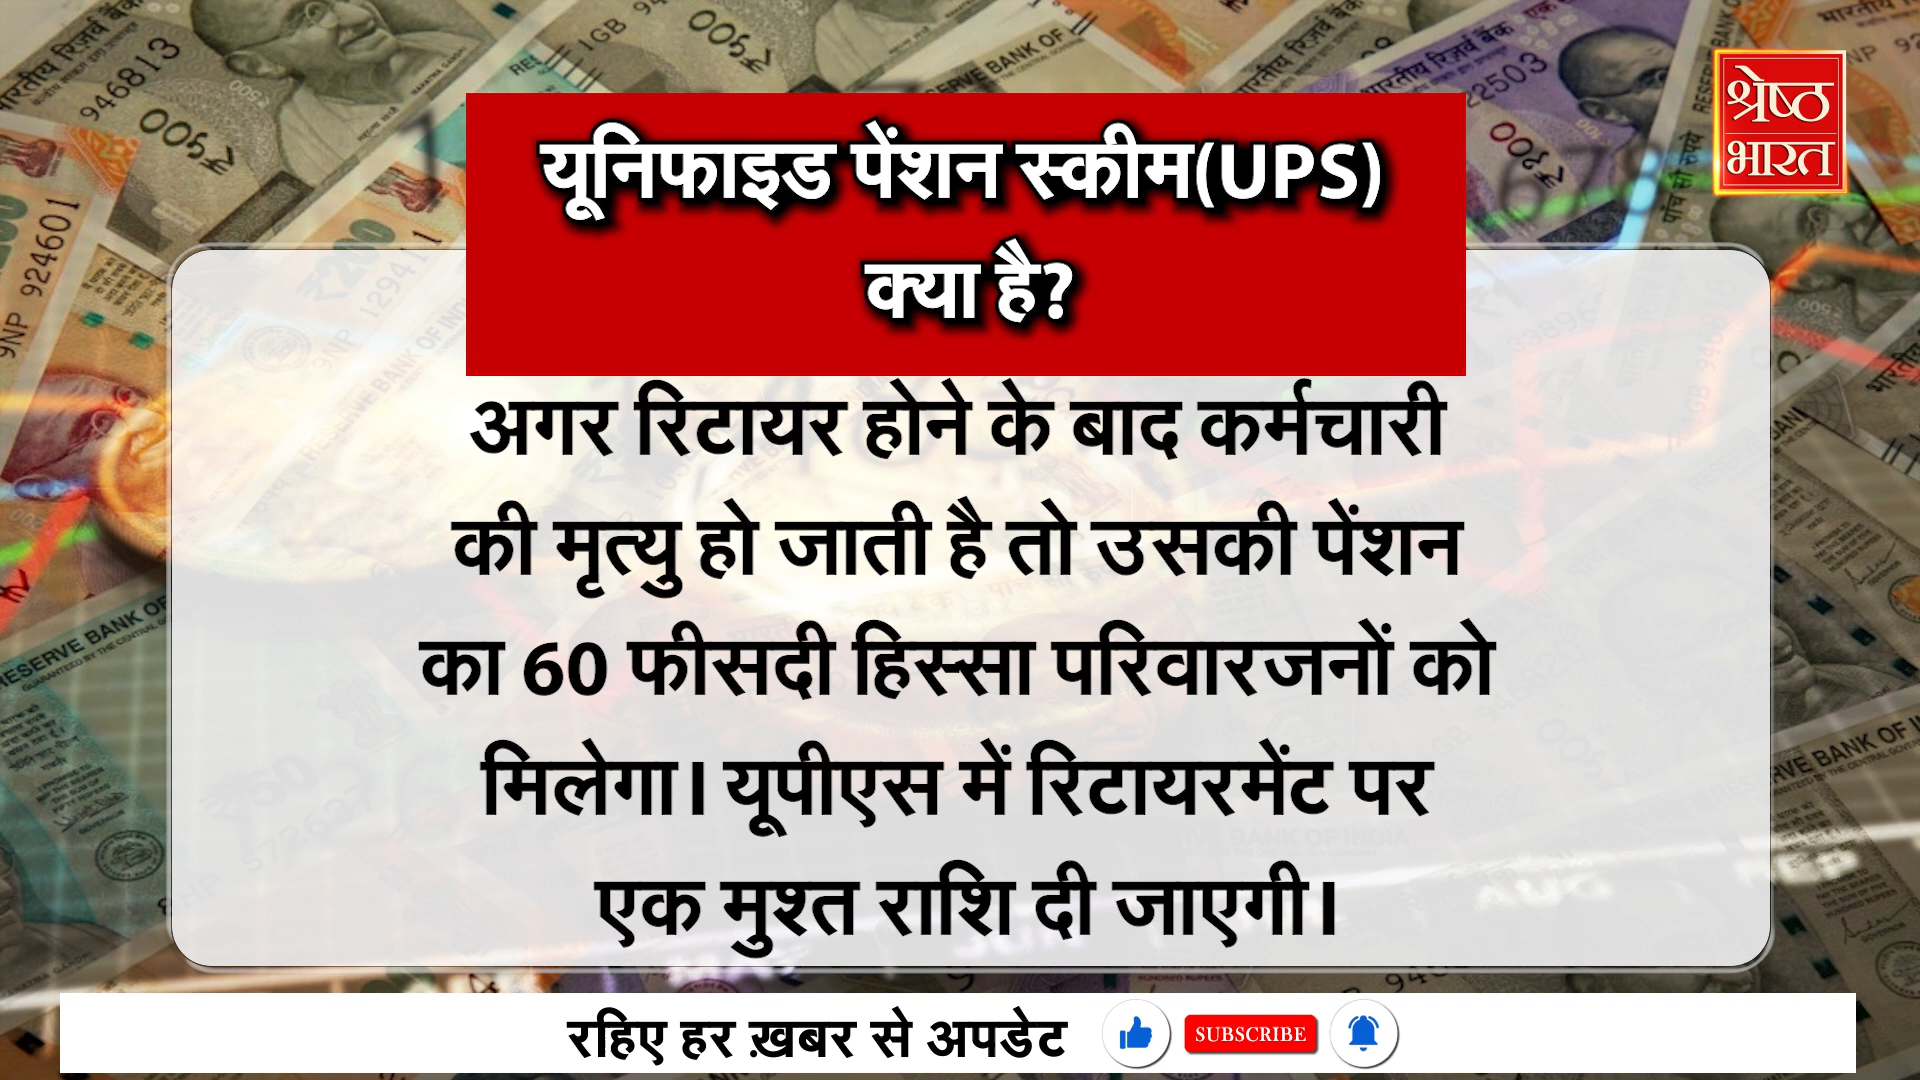 श्रेष्ठ
भारत
यूनिफाइड पेंशन स्कीम(UPS)
क्या है?
अगर रिटायर होने के बाद कर्मचारी
की मृत्यु हो जाती है तो उसकी पेंशन
का 60 फीसदी हिस्सा परिवारजनों को
मिलेगा। यूपीएस में रिटायरमेंट पर
एक मुश्त राशि दी जाएगी।
रहिए हर ख़बर से अपडेट
SUBSCRIBE